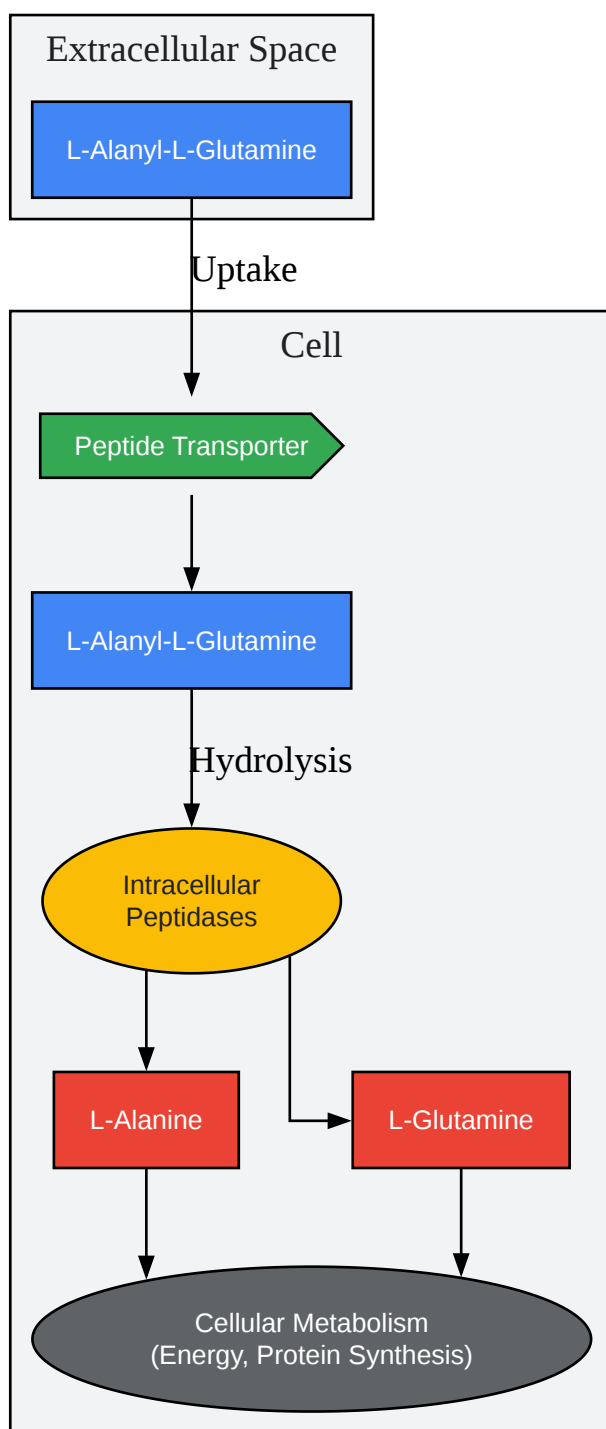 Extracellular Space
L-Alanyl-L-Glutamine
Uptake
Cell
Peptide Transporter
L-Alanyl-L-Glutamine
Hydrolysis
Intracellular
Peptidases
L-Alanine
L-Glutamine
Cellular Metabolism
(Energy, Protein Synthesis)